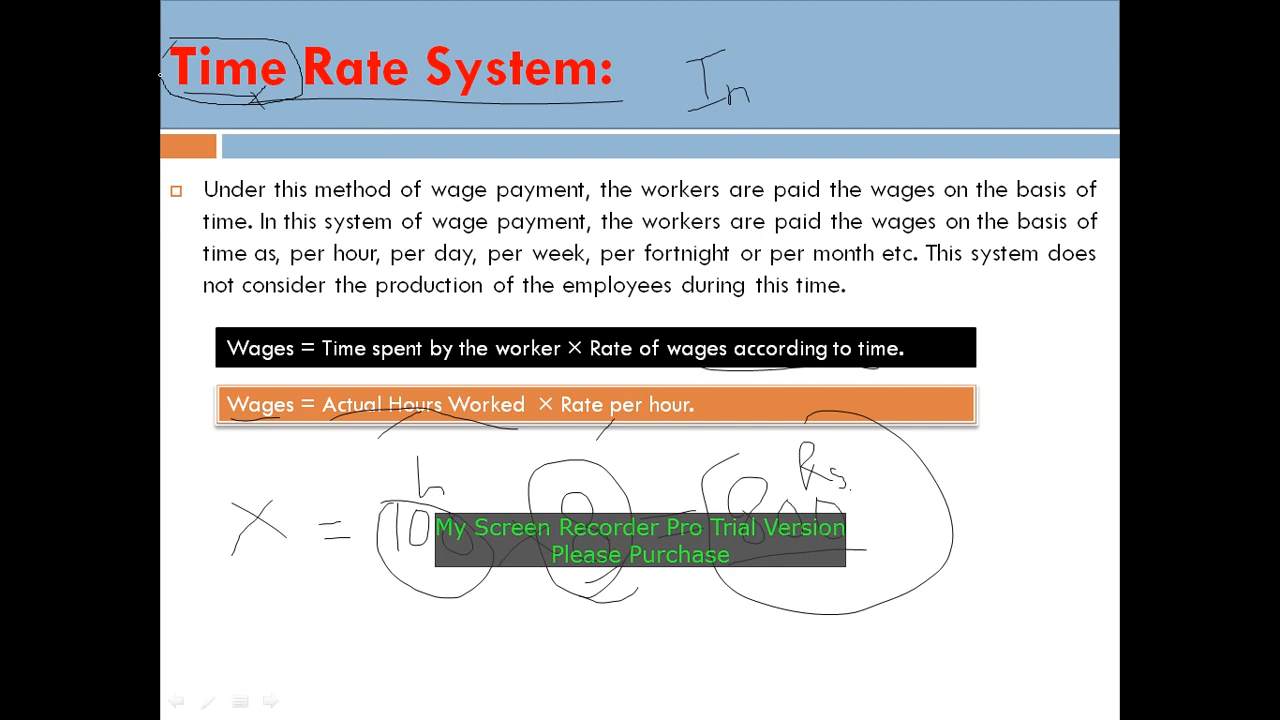 Time Rate System: In
Under this method of wage payment, the workers are paid the wages on the basis of
time. In this system of wage payment, the workers are paid the wages on the basis of
time as, per hour, per day, per week, per fortnight or per month etc. This system does
not consider the production of the employees during this time.
Wages = Time spent by the worker × Rate of wages according to time.
Wages = Actual Hours Worked × Rate per hour.
h Rs.
X = 100 × 8 = 800
My Screen Recorder Pro Trial Version
Please Purchase